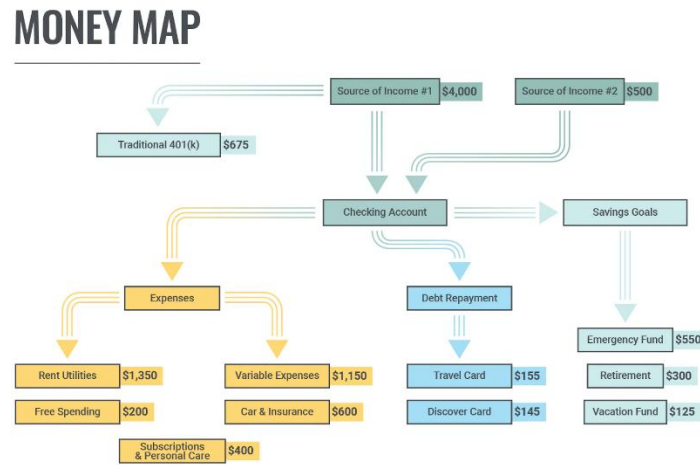 MONEY MAP
Source of Income #1 $4,000
Source of Income #2 $500
Traditional 401(k) $675
Checking Account
Savings Goals
Expenses
Debt Repayment
Emergency Fund $550
Rent Utilities $1,350
Variable Expenses $1,150
Travel Card $155
Retirement $300
Free Spending $200
Car & Insurance $600
Discover Card $145
Vacation Fund $125
Subscriptions
& Personal Care $400